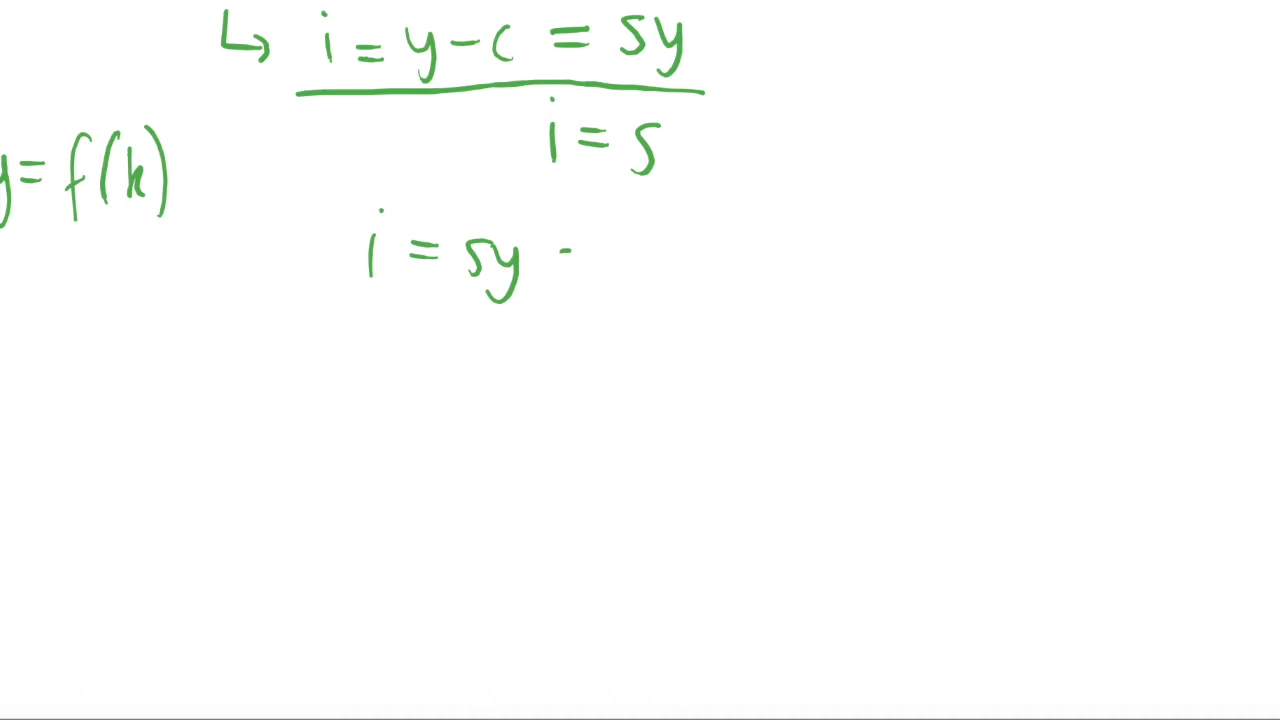 ↳ i = y - c = sy
i = s
y = f(k)
i = sy -